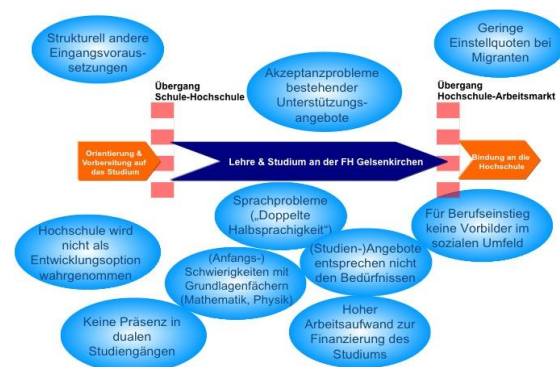 Strukturell andere
Eingangsvoraus-
setzungen
Geringe
Einstellquoten bei
Migranten
Akzeptanzprobleme
bestehender
Unterstützungs-
angebote
Übergang
Schule-Hochschule
Übergang
Hochschule-Arbeitsmarkt
Orientierung &
Vorbereitung auf
das Studium
Lehre & Studium an der FH Gelsenkirchen
Bindung an die
Hochschule
Sprachprobleme
(„Doppelte
Halbsprachigkeit“)
Für Berufseinstieg
keine Vorbilder im
sozialen Umfeld
Hochschule wird
nicht als
Entwicklungsoption
wahrgenommen
(Anfangs-)
Schwierigkeiten mit
Grundlagenfächern
(Mathematik, Physik)
(Studien-)Angebote
entsprechen nicht
den Bedürfnissen
Keine Präsenz in
dualen
Studiengängen
Hoher
Arbeitsaufwand zur
Finanzierung des
Studiums